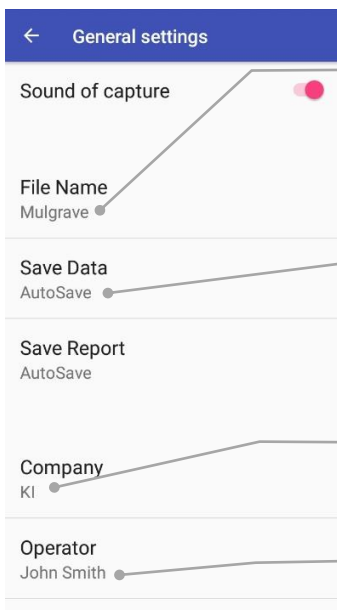 General settings
Sound of capture
File Name
Mulgrave
Save Data
AutoSave
Save Report
AutoSave
Company
KI
Operator
John Smith